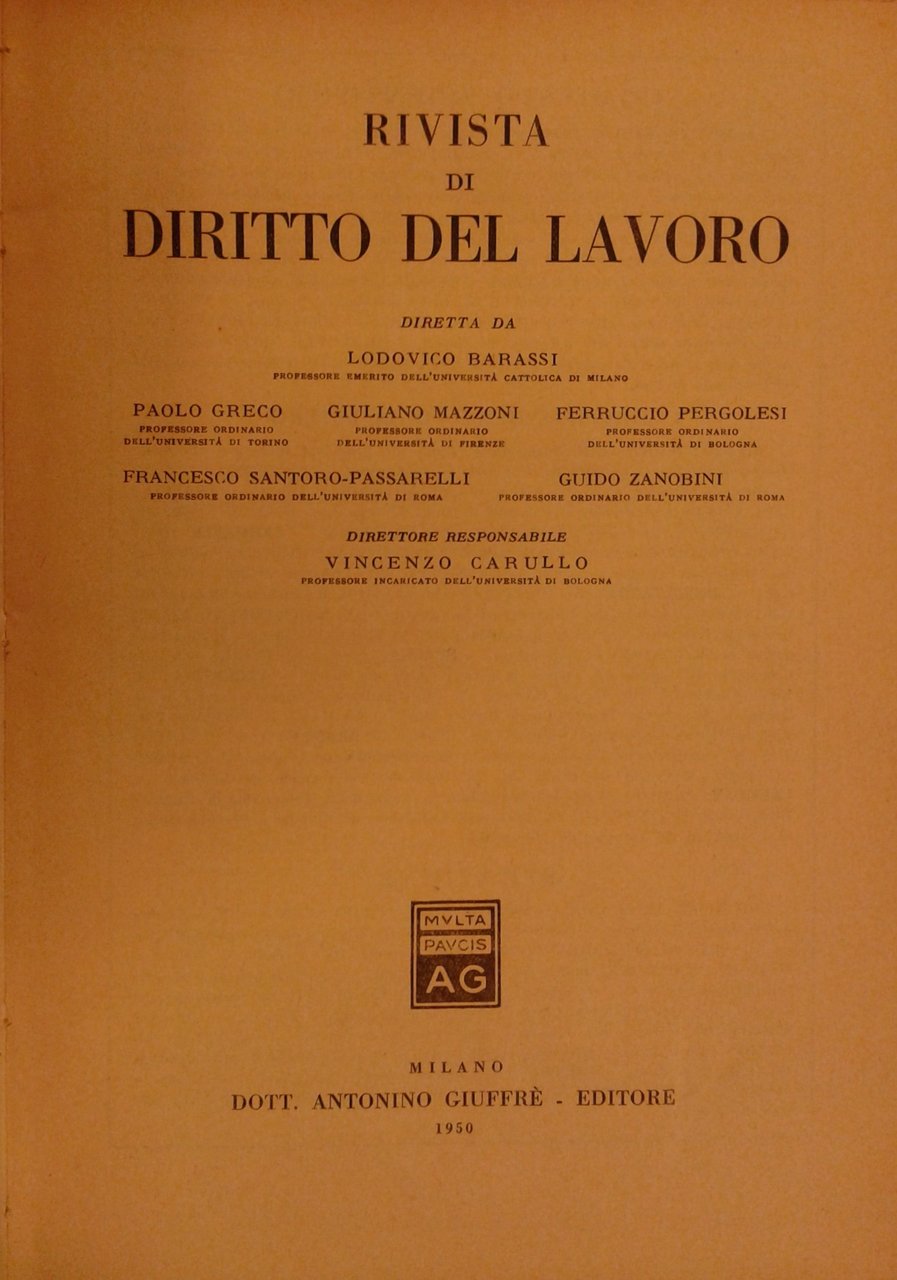 RIVISTA
DI
DIRITTO DEL LAVORO
DIRETTA DA
LODOVICO BARASSI
PROFESSORE EMERITO DELL'UNIVERSITÀ CATTOLICA DI MILANO
PAOLO GRECO
PROFESSORE ORDINARIO
DELL'UNIVERSITÀ DI TORINO
GIULIANO MAZZONI
PROFESSORE ORDINARIO
DELL'UNIVERSITÀ DI FIRENZE
FERRUCCIO PERGOLESI
PROFESSORE ORDINARIO
DELL'UNIVERSITÀ DI BOLOGNA
FRANCESCO SANTORO-PASSARELLI
PROFESSORE ORDINARIO DELL'UNIVERSITÀ DI ROMA
GUIDO ZANOBINI
PROFESSORE ORDINARIO DELL'UNIVERSITÀ DI ROMA
DIRETTORE RESPONSABILE
VINCENZO CARULLO
PROFESSORE INCARICATO DELL'UNIVERSITÀ DI BOLOGNA
MVLTA
PAVCIS
AG
MILANO
DOTT. ANTONINO GIUFFRÈ - EDITORE
1950